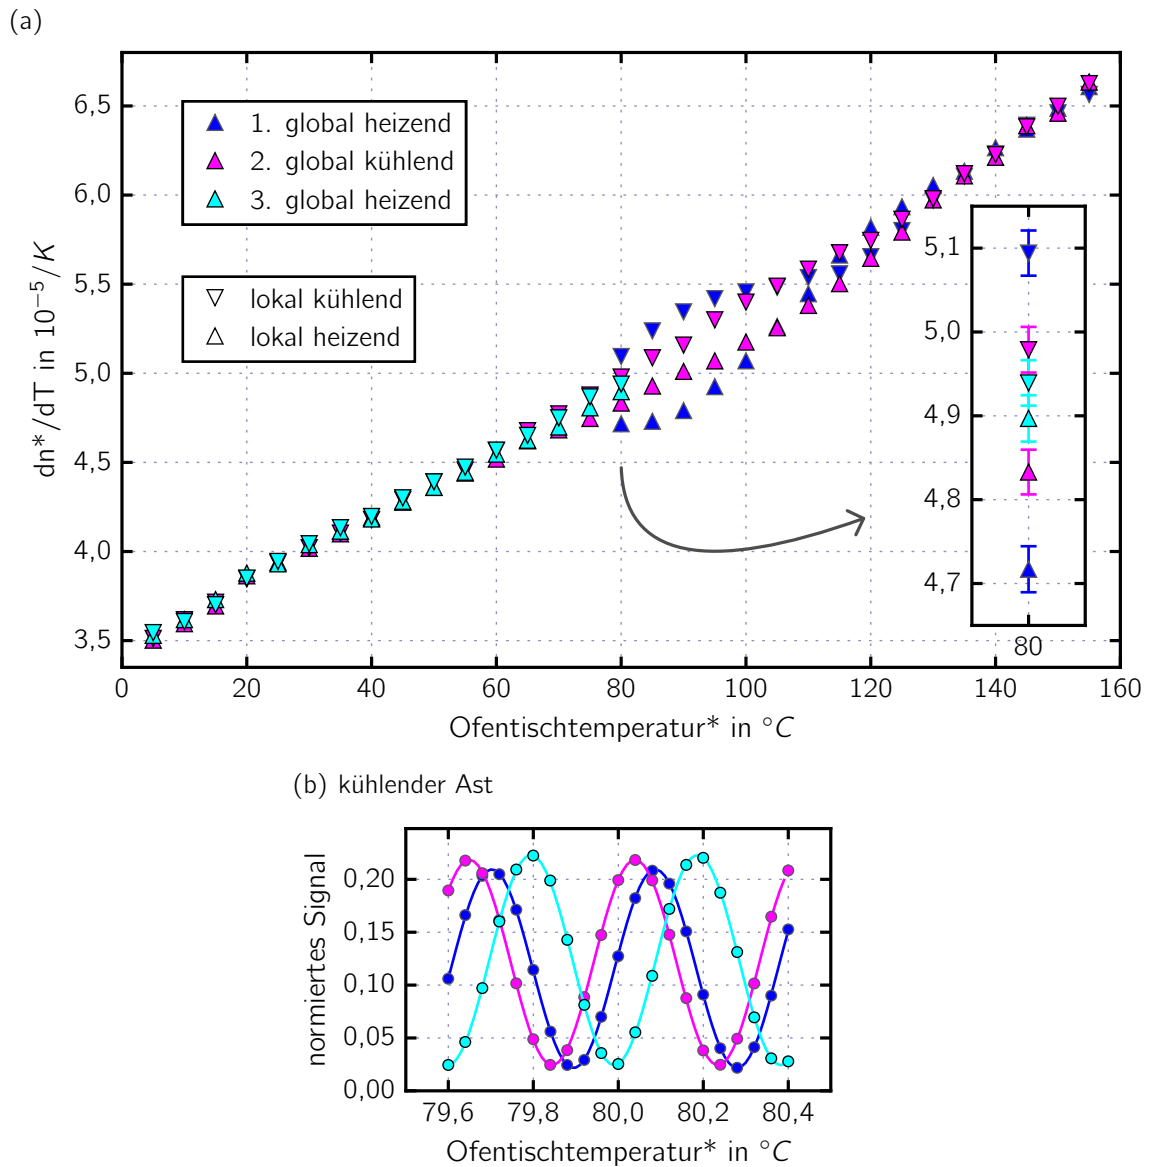 (a)
dn*/dT in 10⁻⁵/K
6,5
6,0
5,5
5,0
4,5
4,0
3,5
1. global heizend
2. global kühlend
3. global heizend
lokal kühlend
lokal heizend
5,1
5,0
4,9
4,8
4,7
80
0 20 40 60 80 100 120 140 160
Ofentischtemperatur* in °C
(b) kühlender Ast
normiertes Signal
0,20
0,15
0,10
0,05
0,00
79,6 79,8 80,0 80,2 80,4
Ofentischtemperatur* in °C